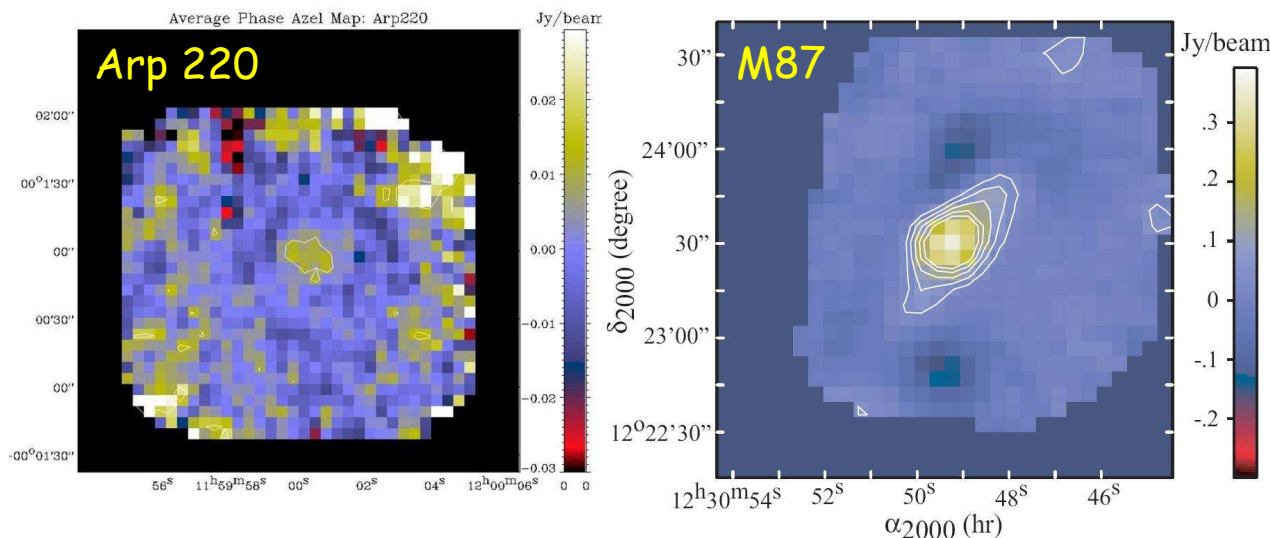 Average Phase Azel Map: Arp220
Jy/beam
Arp 220
02'00"
00°1'30"
00"
00'30"
00"
-00°01'30"
56ˢ
11ʰ59ᵐ58ˢ
00ˢ
02ˢ
04ˢ
12ʰ00ᵐ06ˢ
0.02
0.01
0.00
-0.01
-0.02
-0.03
0 0
M87
Jy/beam
30"
24'00"
30"
23'00"
12°22'30"
δ2000 (degree)
12ʰ30ᵐ54ˢ
52ˢ
50ˢ
48ˢ
46ˢ
α2000 (hr)
.3
.2
.1
0
-.1
-.2